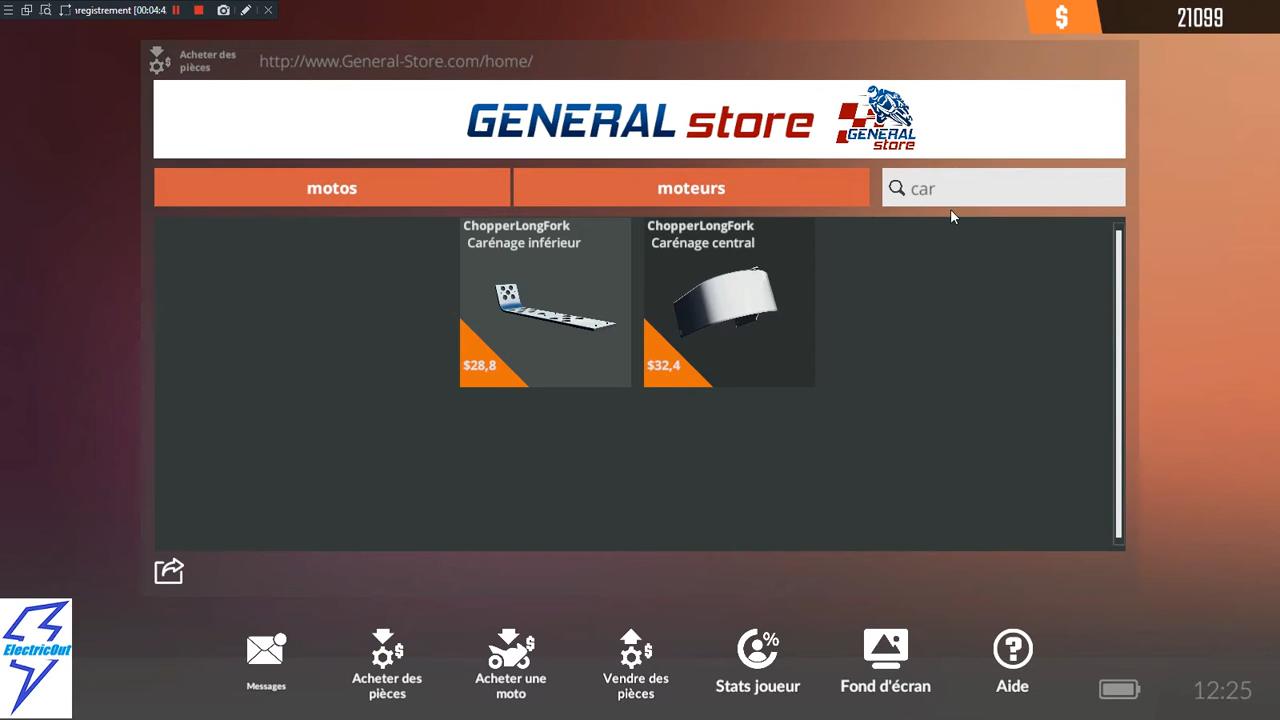 nregistrement [00:04:4
$
21099
Acheter des
pièces
http://www.General-Store.com/home/
GENERAL store
GENERAL
store
motos
moteurs
car
ChopperLongFork
Carénage inférieur
$28,8
ChopperLongFork
Carénage central
$32,4
ElectricOut
Messages
Acheter des
pièces
Acheter une
moto
Vendre des
pièces
Stats joueur
Fond d'écran
Aide
12:25